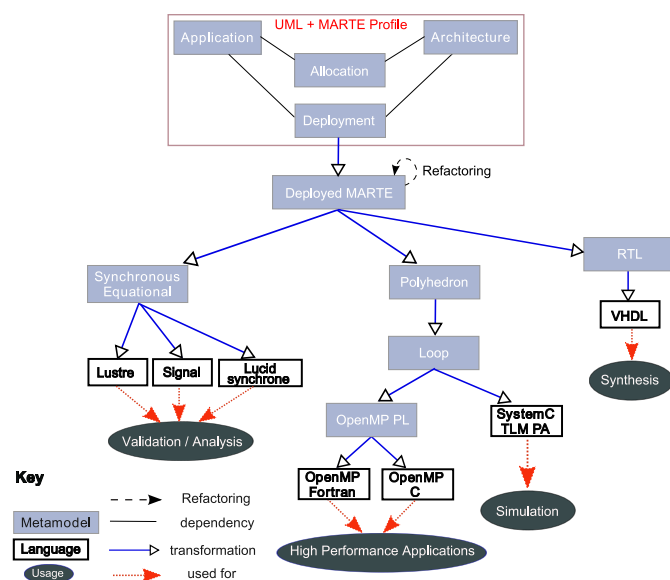 UML + MARTE Profile
Application
Architecture
Allocation
Deployment
Refactoring
Deployed MARTE
RTL
Synchronous
Equational
Polyhedron
VHDL
Loop
Lustre
Signal
Lucid
synchrone
Synthesis
OpenMP PL
SystemC
TLM PA
Validation / Analysis
OpenMP
Fortran
OpenMP
C
Simulation
High Performance Applications
Key
Refactoring
Metamodel
dependency
Language
transformation
Usage
used for